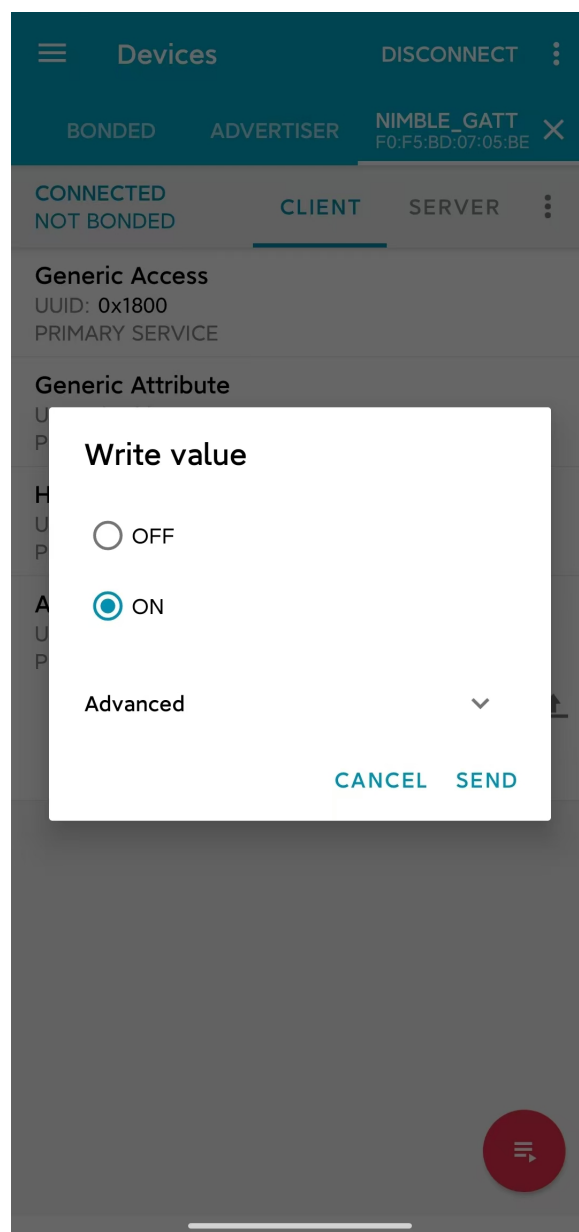 Devices
DISCONNECT
BONDED
ADVERTISER
NIMBLE_GATT
F0:F5:BD:07:05:BE
CONNECTED
NOT BONDED
CLIENT
SERVER
Generic Access
UUID: 0x1800
PRIMARY SERVICE
Generic Attribute
U
P
H
U
P
A
U
P
Write value
OFF
ON
Advanced
CANCEL
SEND